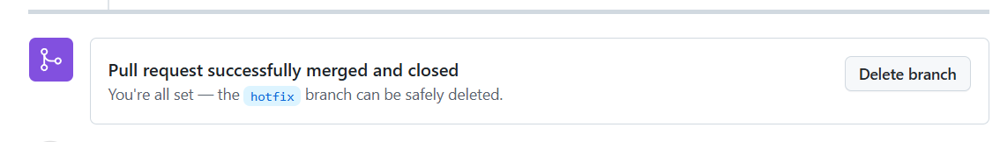 Pull request successfully merged and closed
You're all set — the hotfix branch can be safely deleted.
Delete branch